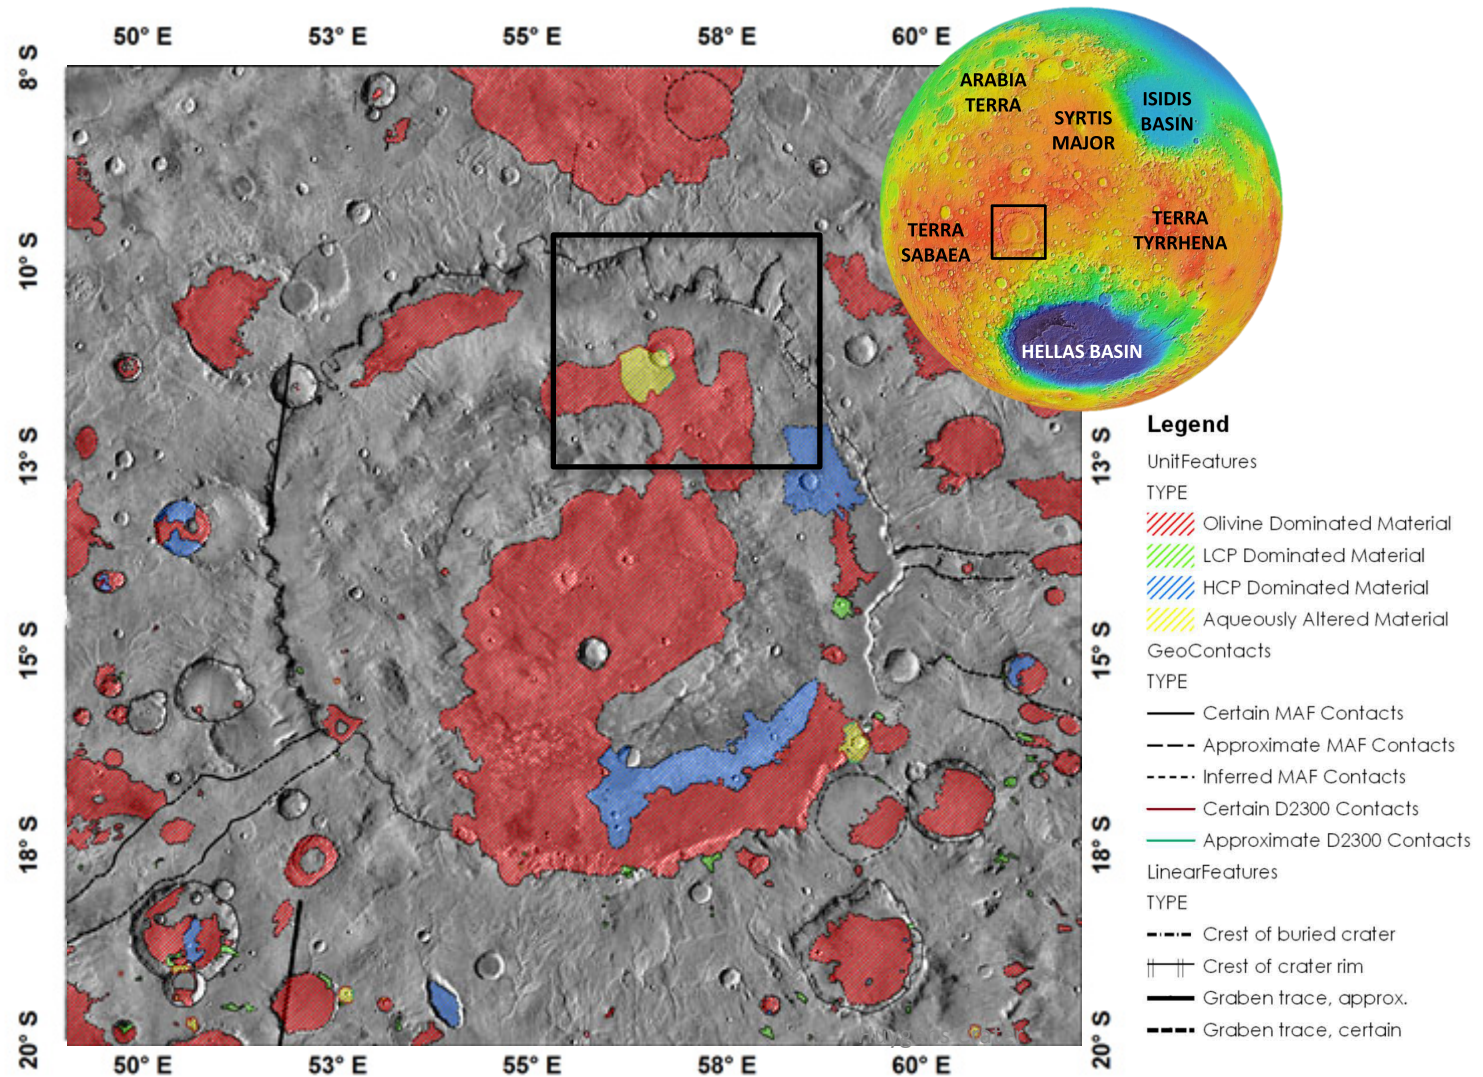 50° E 53° E 55° E 58° E 60° E
8° S
10° S
13° S
15° S
18° S
20° S
ARABIA
TERRA
SYRTIS
MAJOR
ISIDIS
BASIN
TERRA
SABAEA
TERRA
TYRRHENA
HELLAS BASIN
13° S
15° S
18° S
20° S
50° E 53° E 55° E 58° E 60° E
Legend
UnitFeatures
TYPE
Olivine Dominated Material
LCP Dominated Material
HCP Dominated Material
Aqueously Altered Material
GeoContacts
TYPE
Certain MAF Contacts
Approximate MAF Contacts
Inferred MAF Contacts
Certain D2300 Contacts
Approximate D2300 Contacts
LinearFeatures
TYPE
Crest of buried crater
Crest of crater rim
Graben trace, approx.
Graben trace, certain